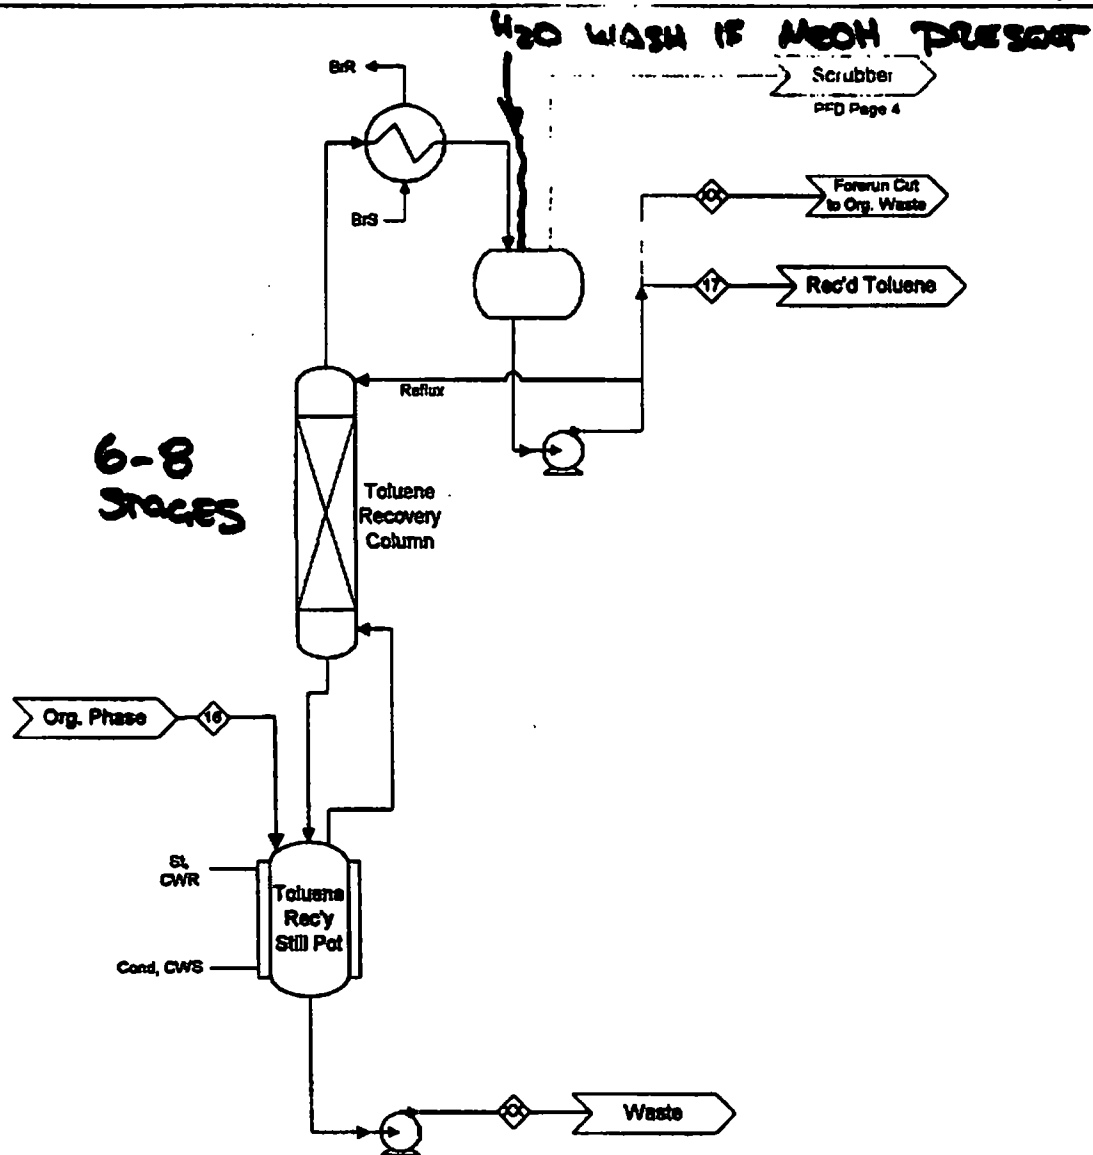 H2O WASH IF MeOH PRESENT
BrR
Scrubber
PFD Page 4
BrS
Forerun Cut
to Org. Waste
17
Rec'd Toluene
Reflux
6-8
STAGES
Toluene
Recovery
Column
Org. Phase
16
St,
CWR
Toluene
Rec'y
Still Pot
Cond, CWS
Waste